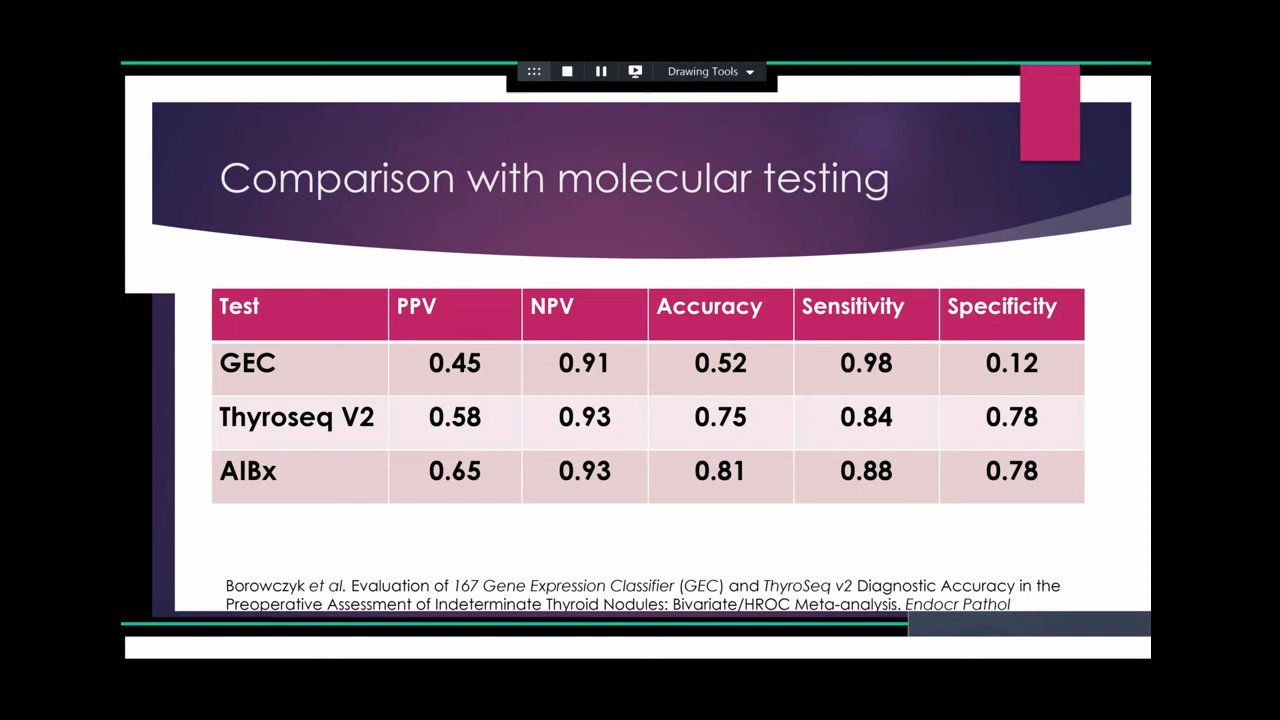 Drawing Tools
Comparison with molecular testing
Test PPV NPV Accuracy Sensitivity Specificity
GEC 0.45 0.91 0.52 0.98 0.12
Thyroseq V2 0.58 0.93 0.75 0.84 0.78
AIBx 0.65 0.93 0.81 0.88 0.78
Borowczyk et al. Evaluation of 167 Gene Expression Classifier (GEC) and ThyroSeq v2 Diagnostic Accuracy in the
Preoperative Assessment of Indeterminate Thyroid Nodules: Bivariate/HROC Meta-analysis. Endocr Pathol